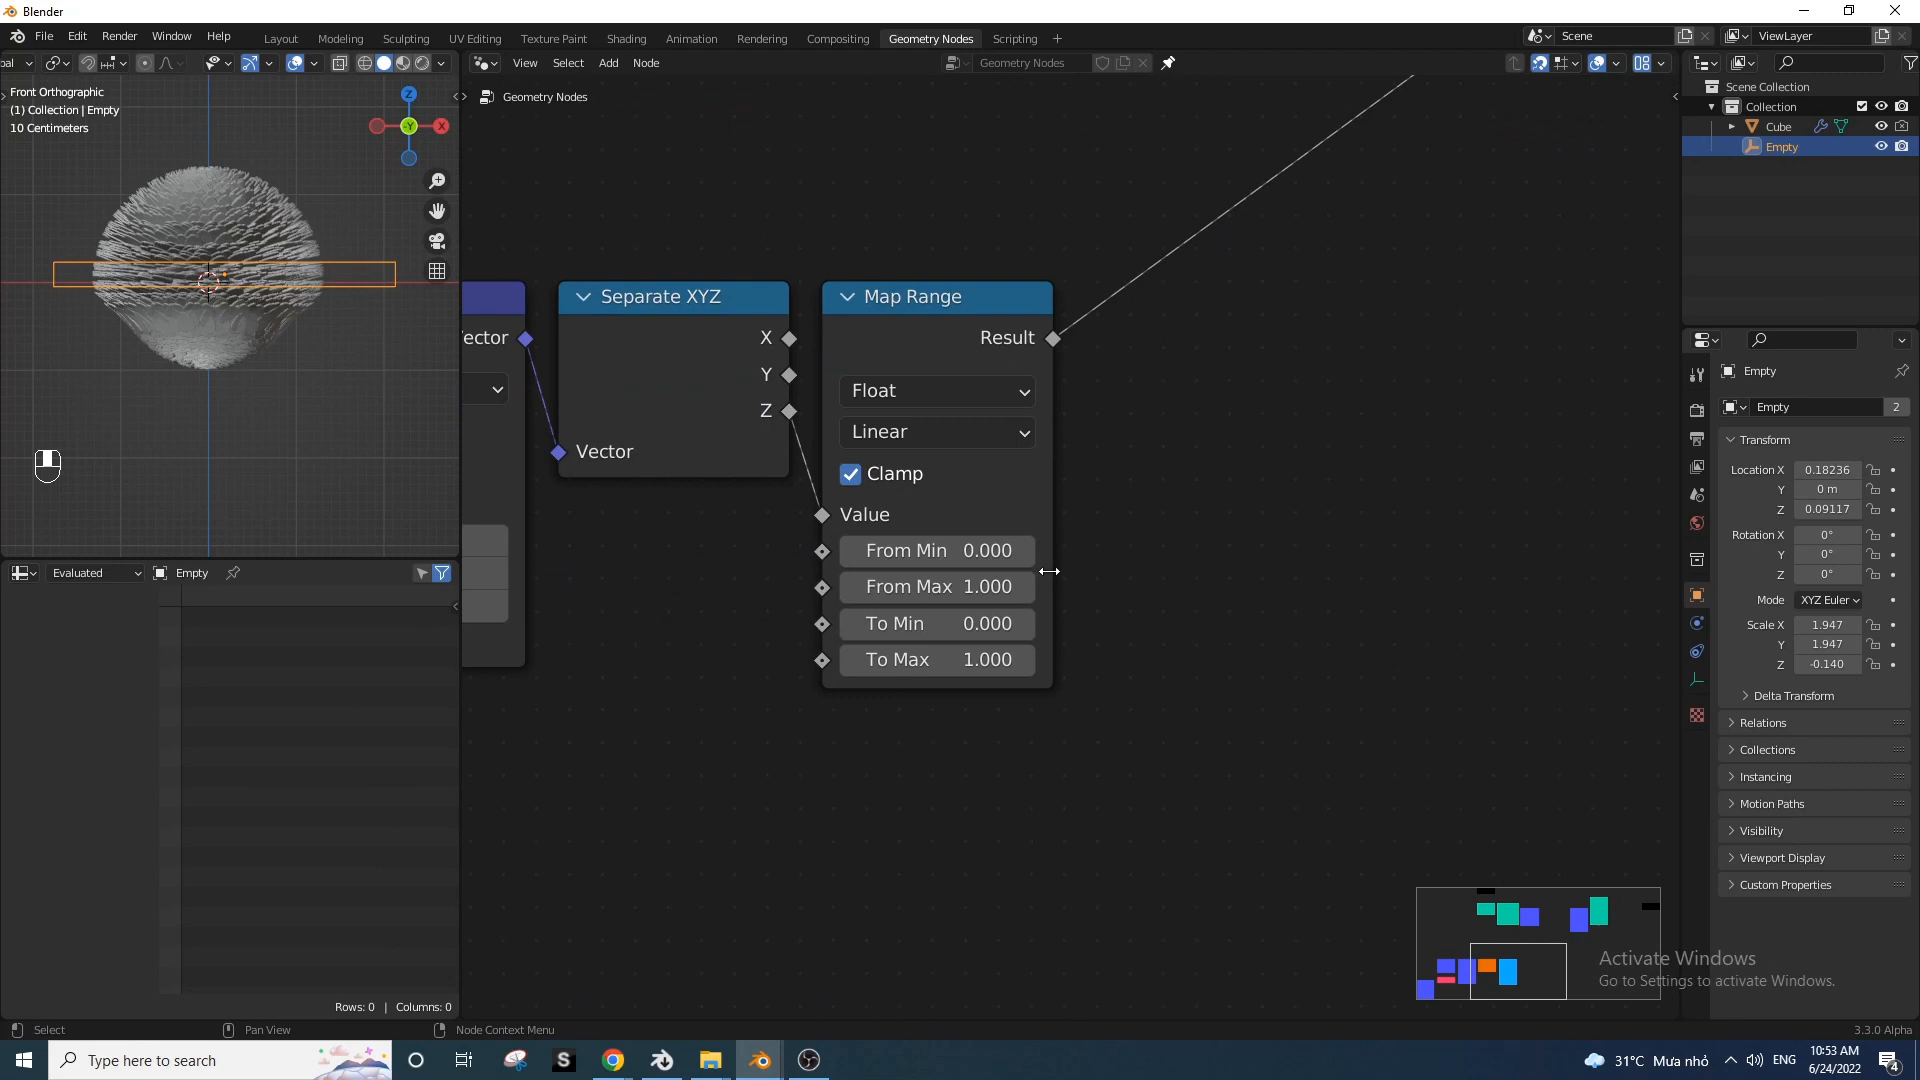 Blender
File Edit Render Window Help
Layout Modeling Sculpting UV Editing Texture Paint Shading Animation Rendering Compositing Geometry Nodes Scripting
Scene
ViewLayer
bal
View Select Add Node
Geometry Nodes
Front Orthographic
(1) Collection | Empty
10 Centimeters
Z
Y
X
Geometry Nodes
Scene Collection
Collection
Cube
Empty
ector
Separate XYZ
X
Y
Z
Vector
Map Range
Result
Float
Linear
Clamp
Value
From Min 0.000
From Max 1.000
To Min 0.000
To Max 1.000
Empty
Empty 2
Transform
Location X 0.18236
Y 0 m
Z 0.09117
Rotation X 0°
Y 0°
Z 0°
Mode XYZ Euler
Scale X 1.947
Y 1.947
Z -0.140
Delta Transform
Relations
Collections
Instancing
Motion Paths
Visibility
Viewport Display
Custom Properties
Evaluated
Empty
Rows: 0 | Columns: 0
Activate Windows
Go to Settings to activate Windows.
Select
Pan View
Node Context Menu
3.3.0 Alpha
Type here to search
S
31°C Mưa nhỏ
ENG
10:53 AM
6/24/2022
4